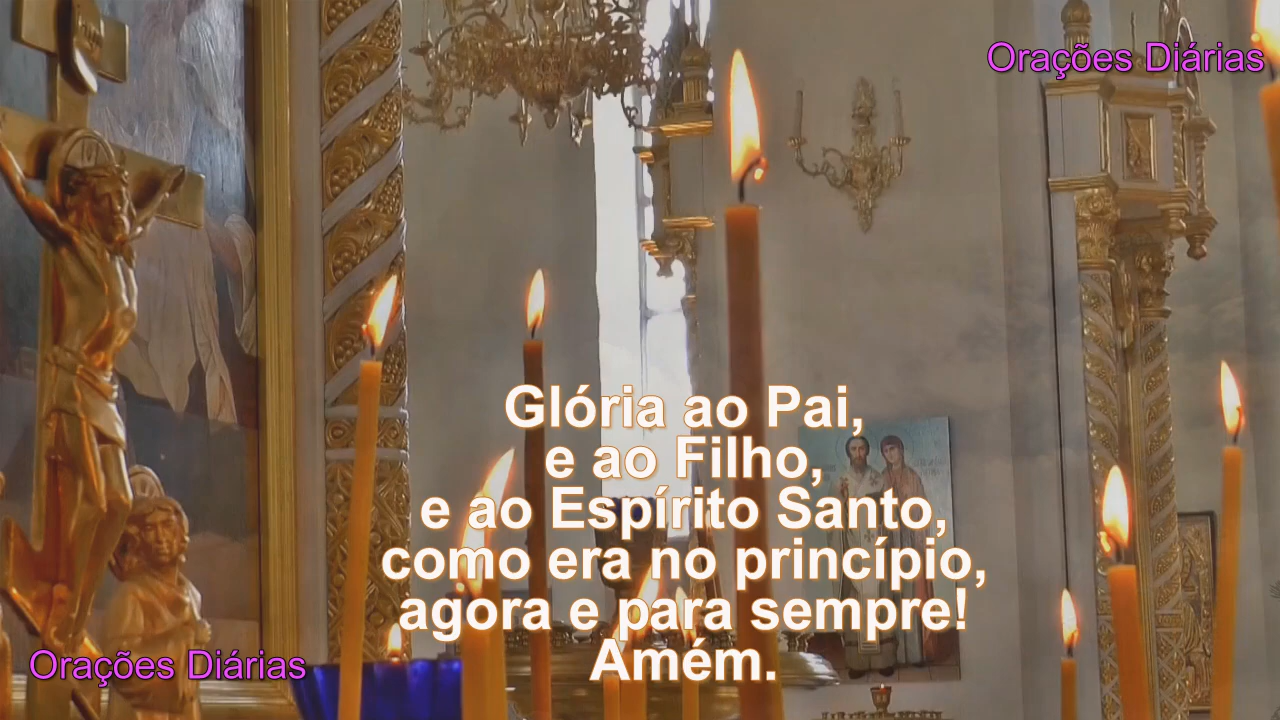 Orações Diárias
Glória ao Pai,
e ao Filho,
e ao Espírito Santo,
como era no princípio,
agora e para sempre!
Amém.
Orações Diárias